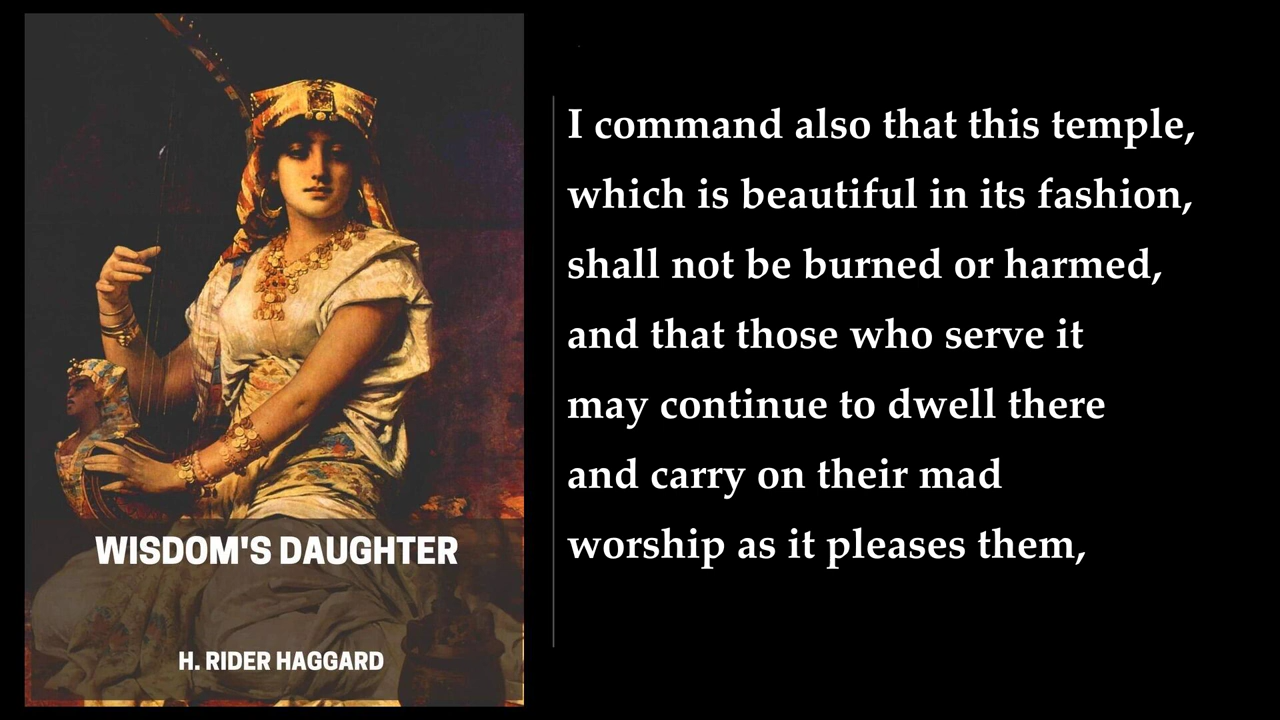 WISDOM'S DAUGHTER
H. RIDER HAGGARD
I command also that this temple,
which is beautiful in its fashion,
shall not be burned or harmed,
and that those who serve it
may continue to dwell there
and carry on their mad
worship as it pleases them,